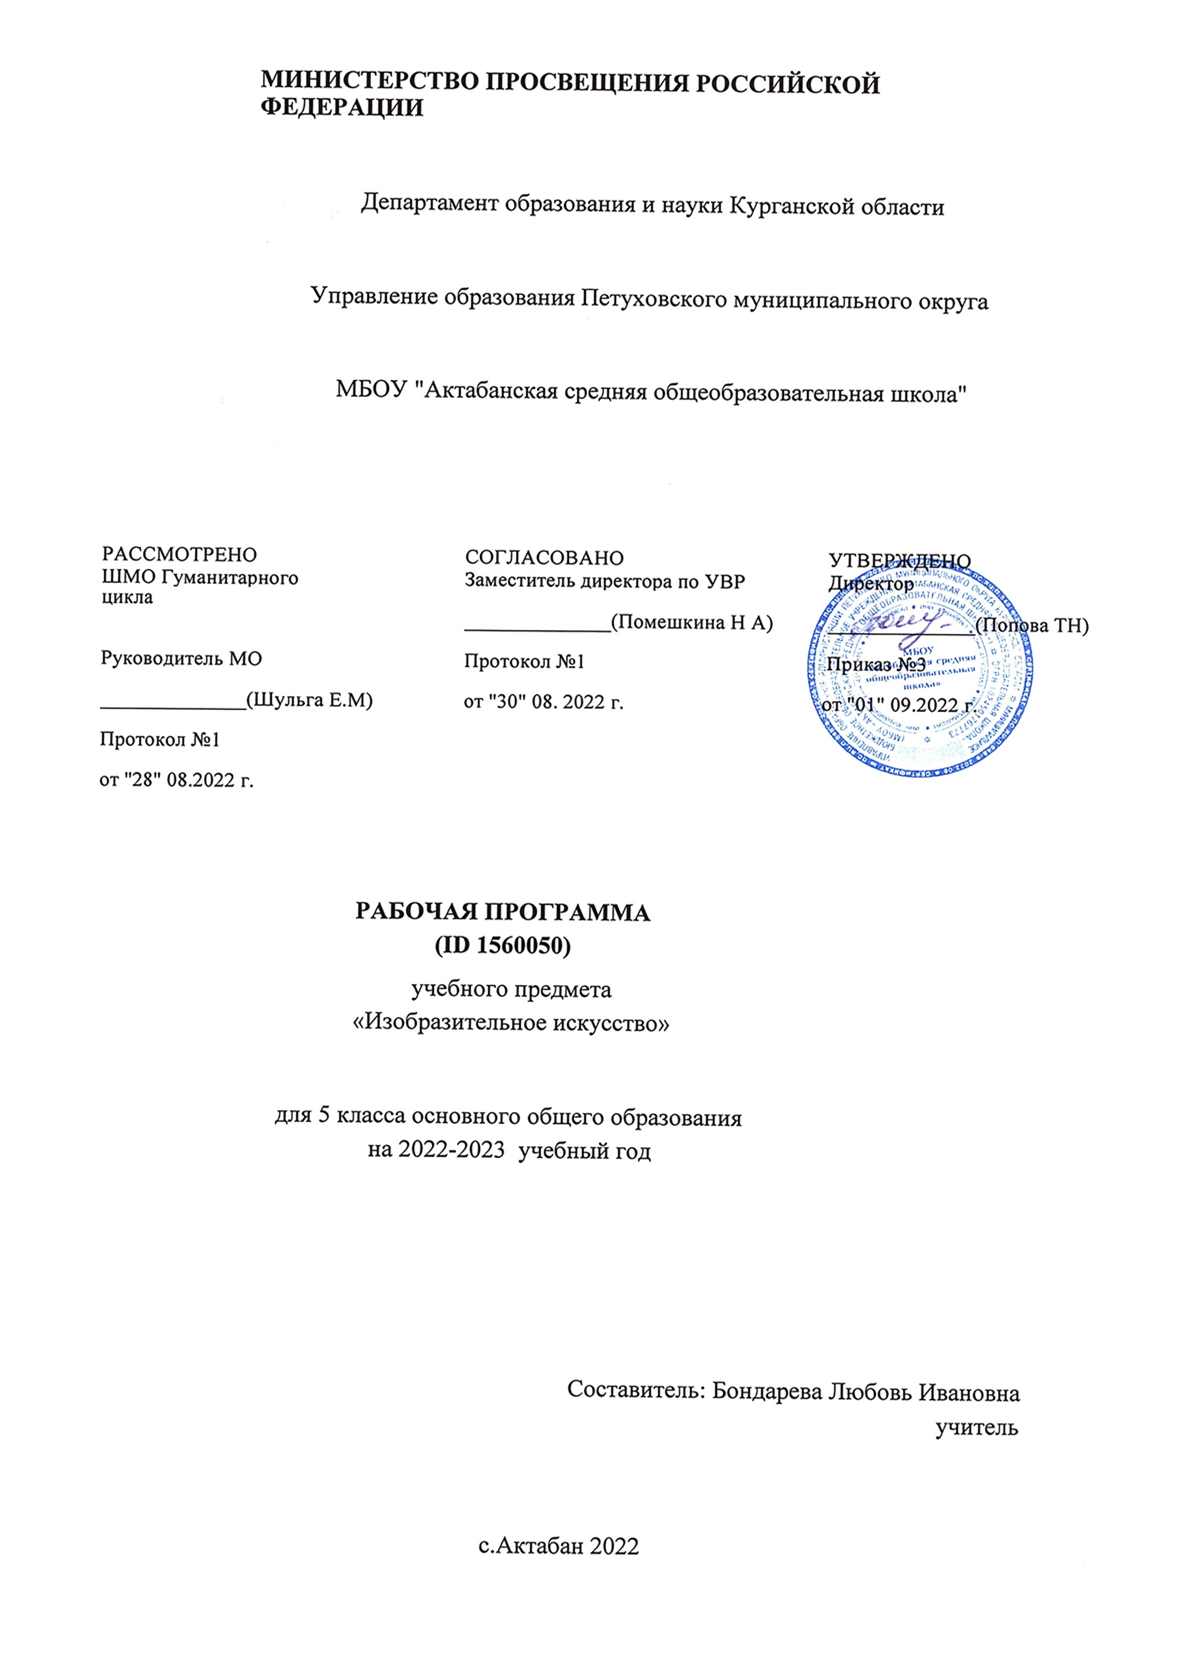 МИНИСТЕРСТВО ПРОСВЕЩЕНИЯ РОССИЙСКОЙ
ФЕДЕРАЦИИ
Департамент образования и науки Курганской области
Управление образования Петуховского муниципального округа
МБОУ "Актабанская средняя общеобразовательная школа"
РАССМОТРЕНО
ШМО Гуманитарного
цикла
Руководитель МО
______________(Шульга Е.М)
Протокол №1
от "28" 08.2022 г.
СОГЛАСОВАНО
Заместитель директора по УВР
______________(Помешкина Н А)
Протокол №1
от "30" 08. 2022 г.
УТВЕРЖДЕНО
Директор
______________(Попова ТН)
Приказ №3
от "01" 09.2022 г.
МБОУ
средняя
общеобразовательная
школа»
РАБОЧАЯ ПРОГРАММА
(ID 1560050)
учебного предмета
«Изобразительное искусство»
для 5 класса основного общего образования
на 2022-2023 учебный год
Составитель: Бондарева Любовь Ивановна
учитель
с.Актабан 2022